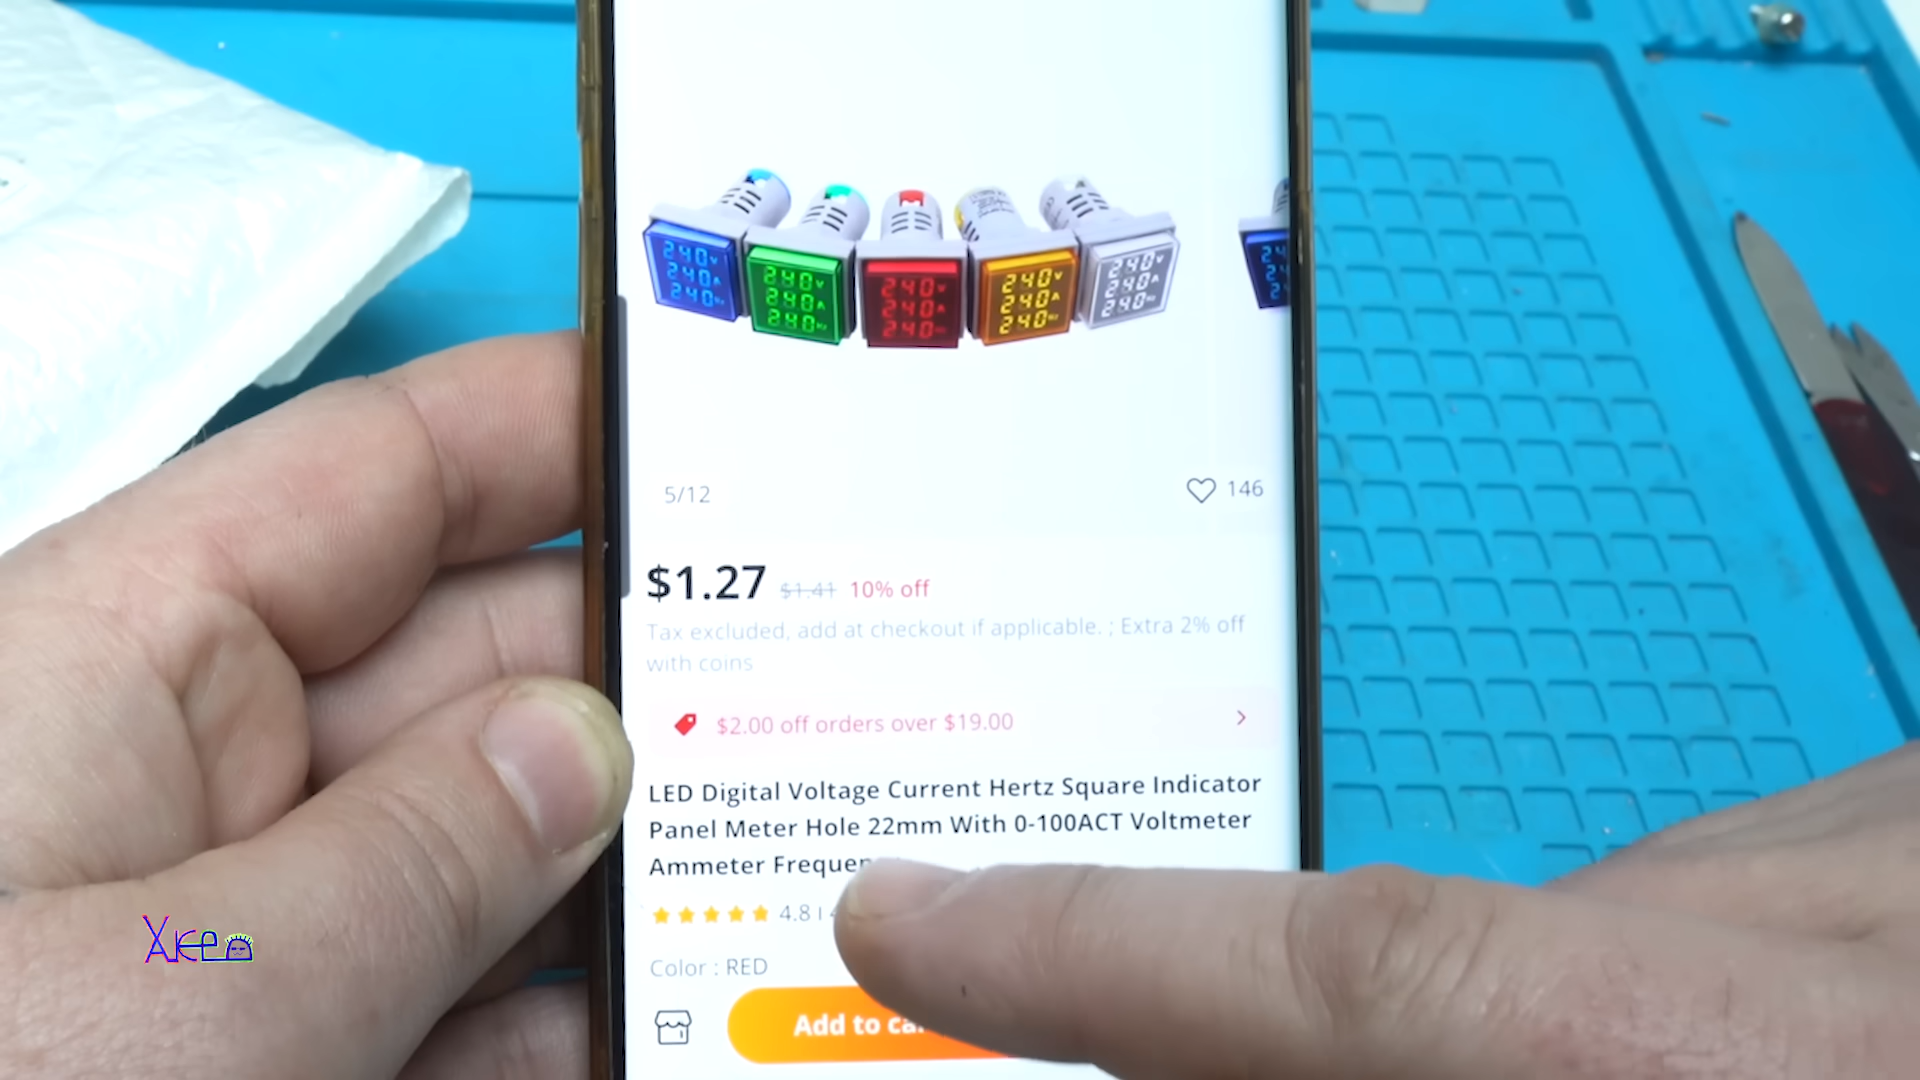 240V 240V 240V 240V 240V
240A 240A 240A 240A 240A
240Hz 240Hz 240Hz 240Hz 240Hz
5/12
146
$1.27 $1.41 10% off
Tax excluded, add at checkout if applicable. ; Extra 2% off
with coins
$2.00 off orders over $19.00
LED Digital Voltage Current Hertz Square Indicator
Panel Meter Hole 22mm With 0-100ACT Voltmeter
Ammeter Frequen
4.8
Color : RED
Add to ca